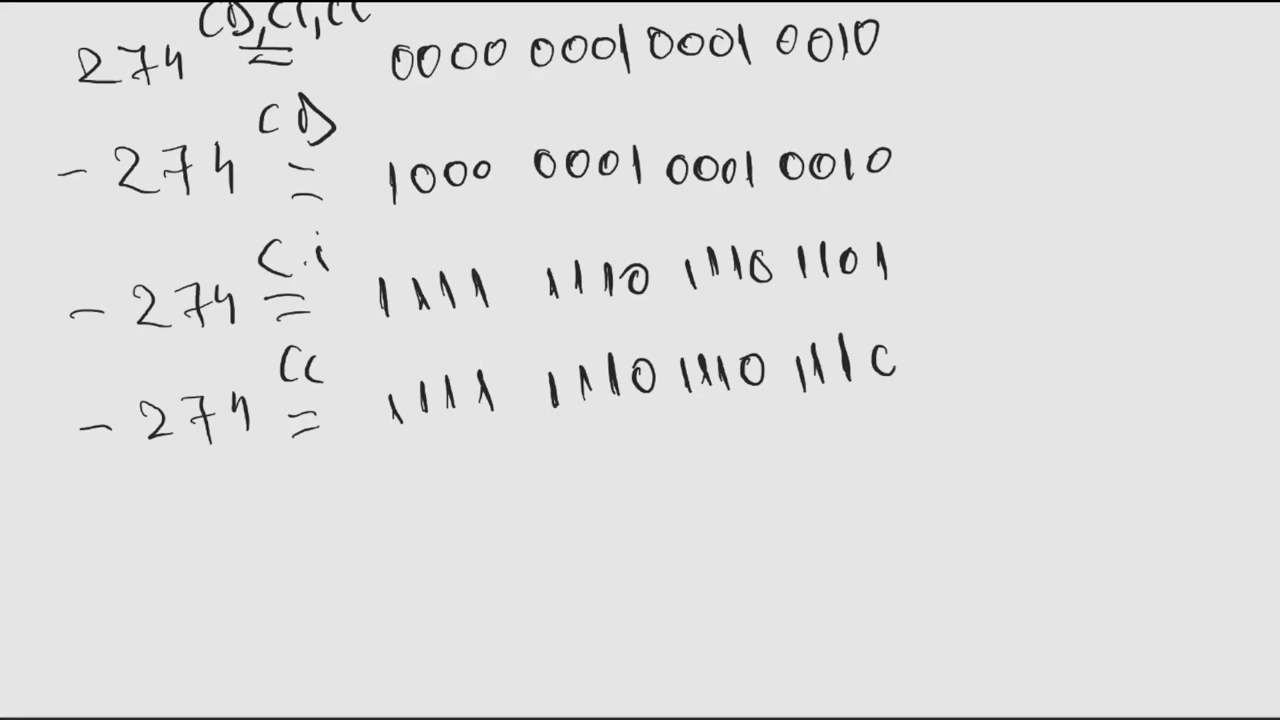 274 CD,CI,CC = 0000 0001 0001 0010
- 274 CD = 1000 0001 0001 0010
- 274 C.i = 1111 1110 1110 1101
- 274 CC = 1111 1110 1110 1110